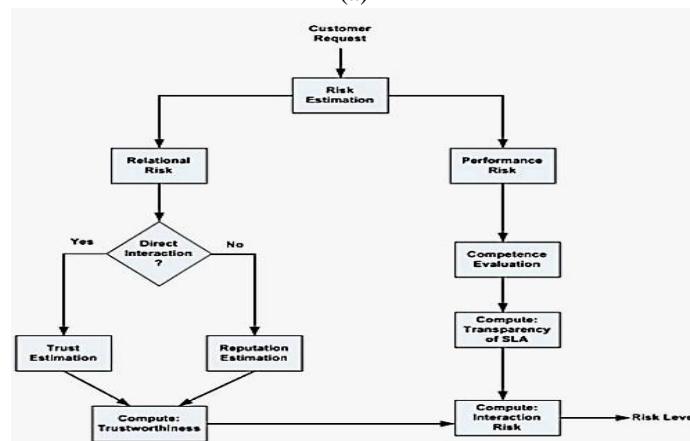 (a)
Customer
Request
Risk
Estimation
Relational
Risk
Performance
Risk
Yes
Direct
Interaction
?
No
Competence
Evaluation
Compute:
Transparency
of SLA
Trust
Estimation
Reputation
Estimation
Compute:
Trustworthiness
Compute:
Interaction
Risk
Risk Leve